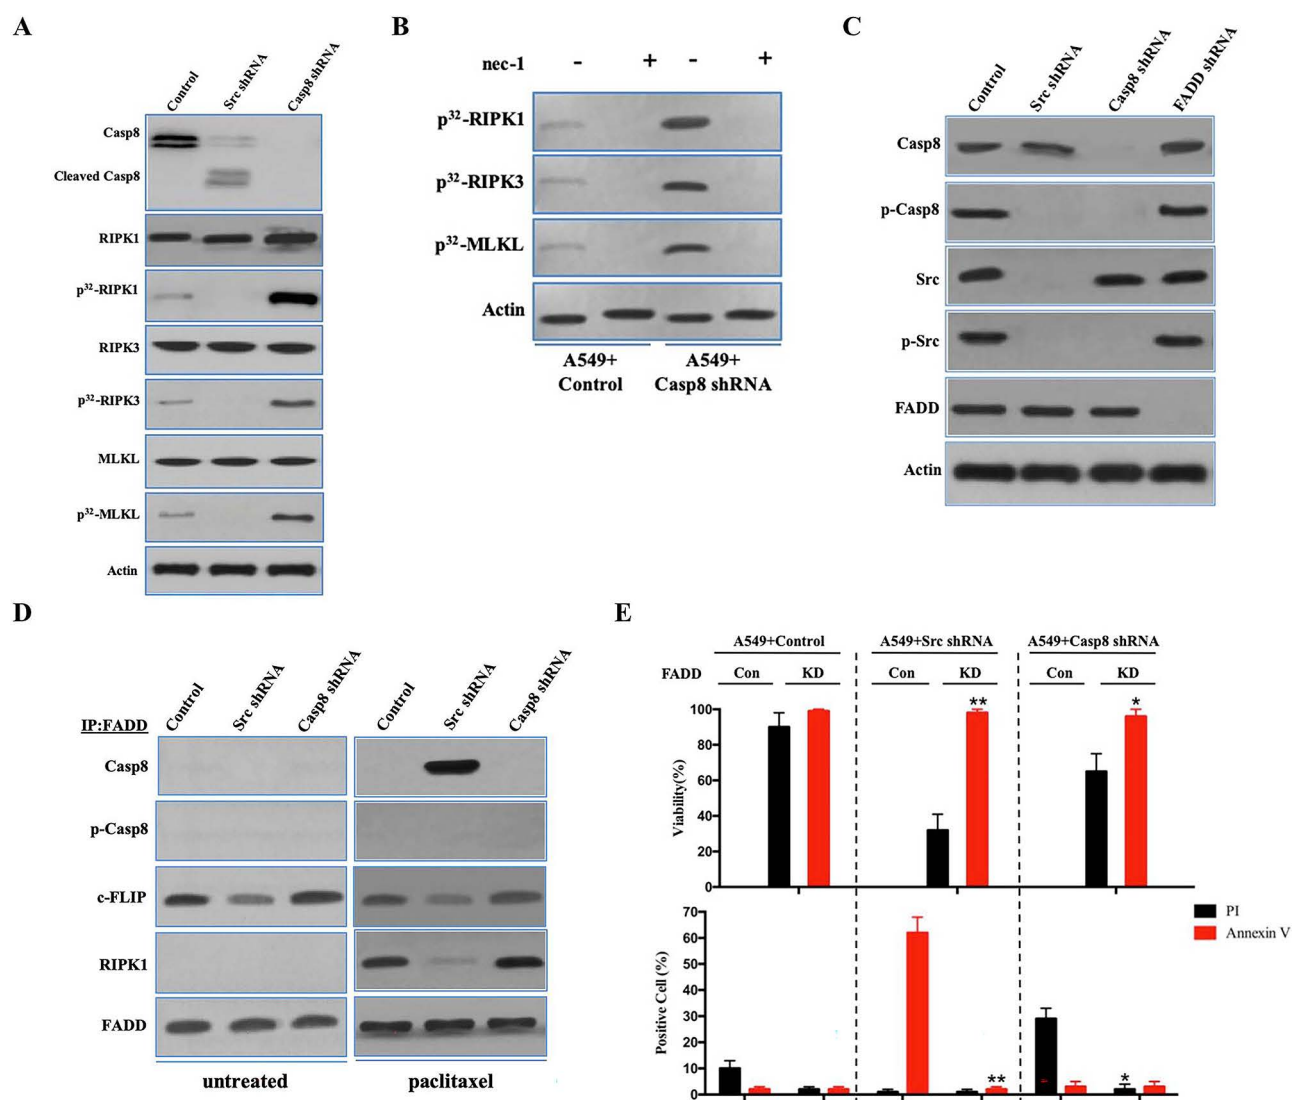 A
Control
Src shRNA
Casp8 shRNA
Casp8
Cleaved Casp8
RIPK1
p32-RIPK1
RIPK3
p32-RIPK3
MLKL
p32-MLKL
Actin
B
nec-1 - + - +
p32-RIPK1
p32-RIPK3
p32-MLKL
Actin
A549+ A549+
Control Casp8 shRNA
C
Control
Src shRNA
Casp8 shRNA
FADD shRNA
Casp8
p-Casp8
Src
p-Src
FADD
Actin
D
Control
Src shRNA
Casp8 shRNA
Control
Src shRNA
Casp8 shRNA
IP:FADD
Casp8
p-Casp8
c-FLIP
RIPK1
FADD
untreated paclitaxel
E
A549+Control A549+Src shRNA A549+Casp8 shRNA
FADD Con KD Con KD Con KD
Viability(%)
100
80
60
40
20
0
** *
Positive Cell (%)
70
60
50
40
30
20
10
0
** *
PI
Annexin V